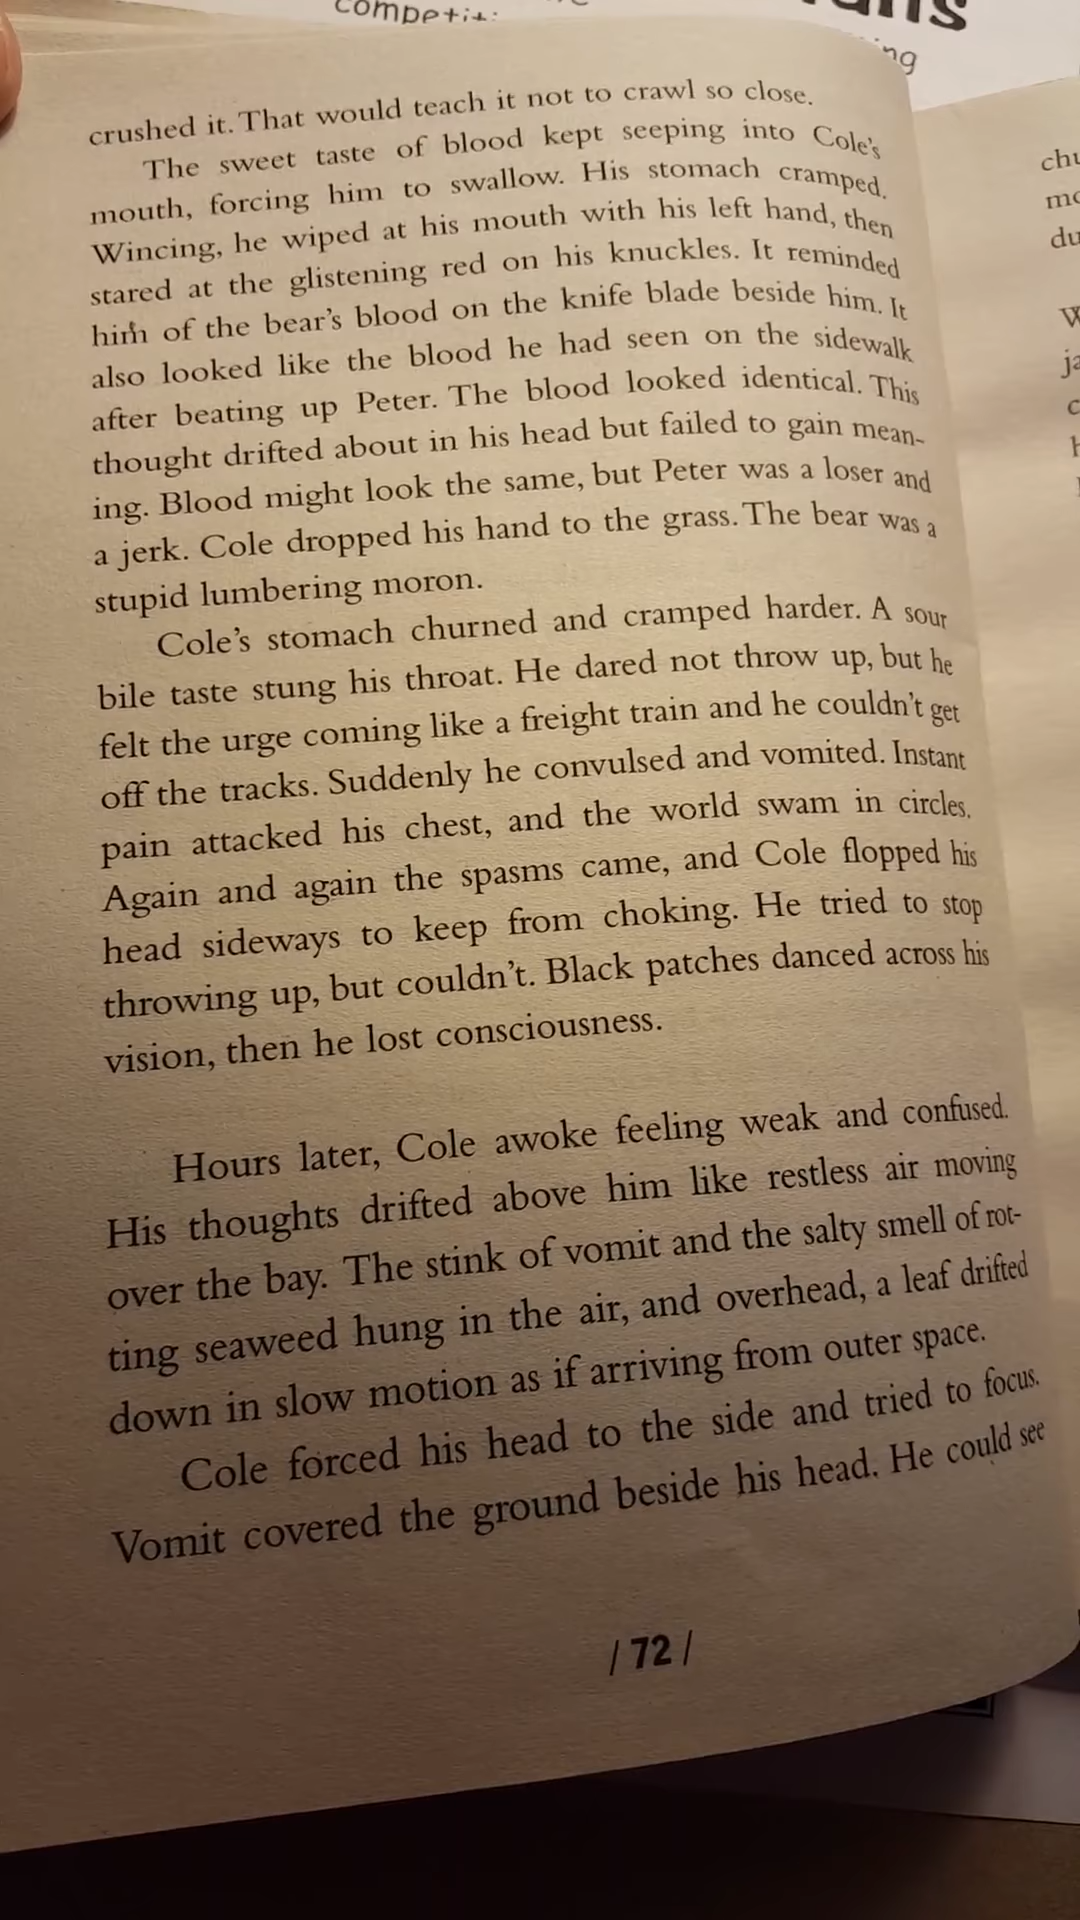 competit
ng
crushed it. That would teach it not to crawl so close.
The sweet taste of blood kept seeping into Cole's
mouth, forcing him to swallow. His stomach cramped.
Wincing, he wiped at his mouth with his left hand, then
stared at the glistening red on his knuckles. It reminded
him of the bear's blood on the knife blade beside him. It
also looked like the blood he had seen on the sidewalk
after beating up Peter. The blood looked identical. This
thought drifted about in his head but failed to gain mean-
ing. Blood might look the same, but Peter was a loser and
a jerk. Cole dropped his hand to the grass. The bear was a
stupid lumbering moron.
Cole's stomach churned and cramped harder. A sour
bile taste stung his throat. He dared not throw up, but he
felt the urge coming like a freight train and he couldn't get
off the tracks. Suddenly he convulsed and vomited. Instant
pain attacked his chest, and the world swam in circles.
Again and again the spasms came, and Cole flopped his
head sideways to keep from choking. He tried to stop
throwing up, but couldn't. Black patches danced across his
vision, then he lost consciousness.
Hours later, Cole awoke feeling weak and confused.
His thoughts drifted above him like restless air moving
over the bay. The stink of vomit and the salty smell of rot-
ting seaweed hung in the air, and overhead, a leaf drifted
down in slow motion as if arriving from outer space.
Cole forced his head to the side and tried to focus.
Vomit covered the ground beside his head. He could see
/ 72 /
chu
mo
du
W
ja